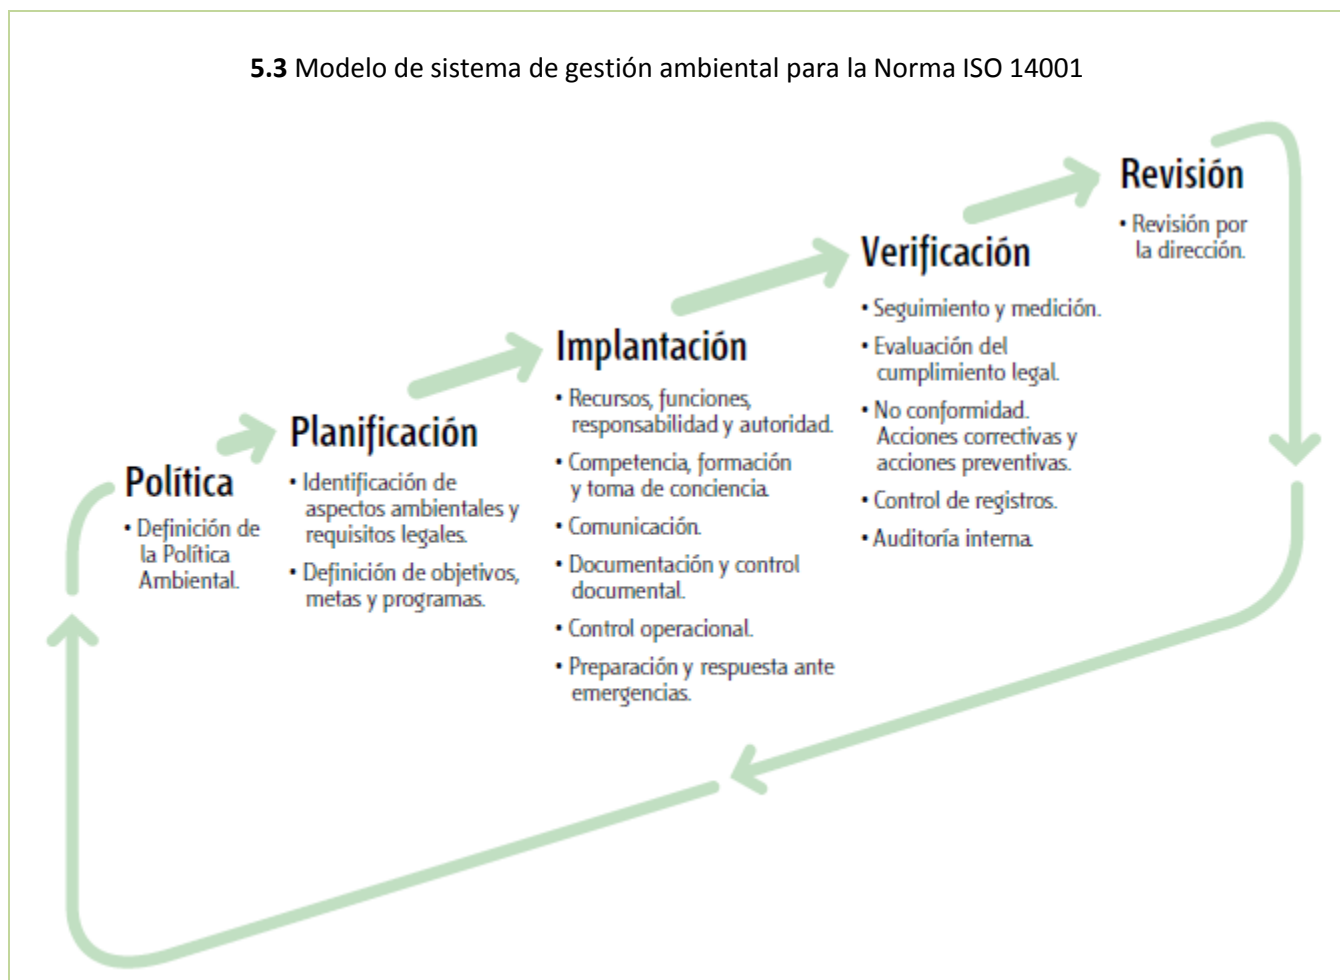 5.3 Modelo de sistema de gestión ambiental para la Norma ISO 14001
Política
• Definición de
la Política
Ambiental.
Planificación
• Identificación de
aspectos ambientales y
requisitos legales.
• Definición de objetivos,
metas y programas.
Implantación
• Recursos, funciones,
responsabilidad y autoridad.
• Competencia, formación
y toma de conciencia.
• Comunicación.
• Documentación y control
documental.
• Control operacional.
• Preparación y respuesta ante
emergencias.
Verificación
• Seguimiento y medición.
• Evaluación del
cumplimiento legal.
• No conformidad.
Acciones correctivas y
acciones preventivas.
• Control de registros.
• Auditoría interna.
Revisión
• Revisión por
la dirección.